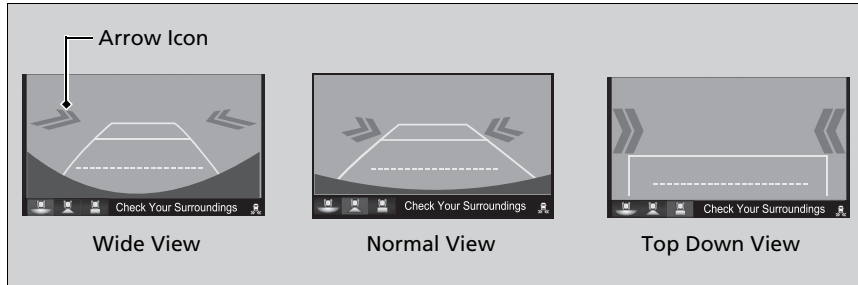 Arrow Icon
Check Your Surroundings
Check Your Surroundings
Check Your Surroundings
Wide View
Normal View
Top Down View